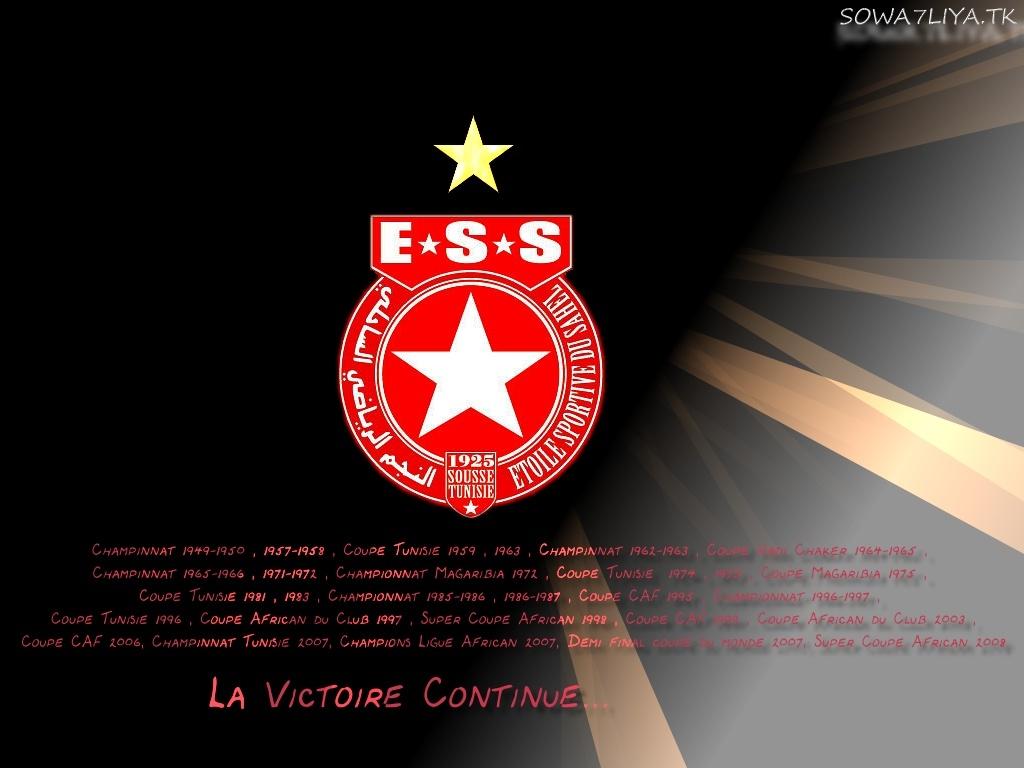 SOWA7LIYA.TK
E S S
النجم الرياضي الساحلي
ETOILE SPORTIVE DU SAHEL
1925
SOUSSE
TUNISIE
Champinnat 1949-1950 , 1957-1958 , Coupe Tunisie 1959 , 1963 , Champinnat 1962-1963 , Coupe Chaker 1964-1965 ,
Champinnat 1965-1966 , 1971-1972 , Championnat Magaribia 1972 , Coupe Tunisie 1974 , Coupe Magaribia 1975 ,
Coupe Tunisie 1981 , 1983 , Championnat 1985-1986 , 1986-1987 , Coupe CAF 1995 , Championnat 1996-1997 ,
Coupe Tunisie 1996 , Coupe African du Club 1997 , Super Coupe African 1998 , Coupe CAF , Coupe African du Club 2003 ,
Coupe CAF 2006, Champinnat Tunisie 2007, Champions Ligue African 2007, Demi final coupe du monde 2007, Super Coupe African 2008,
La Victoire Continue...